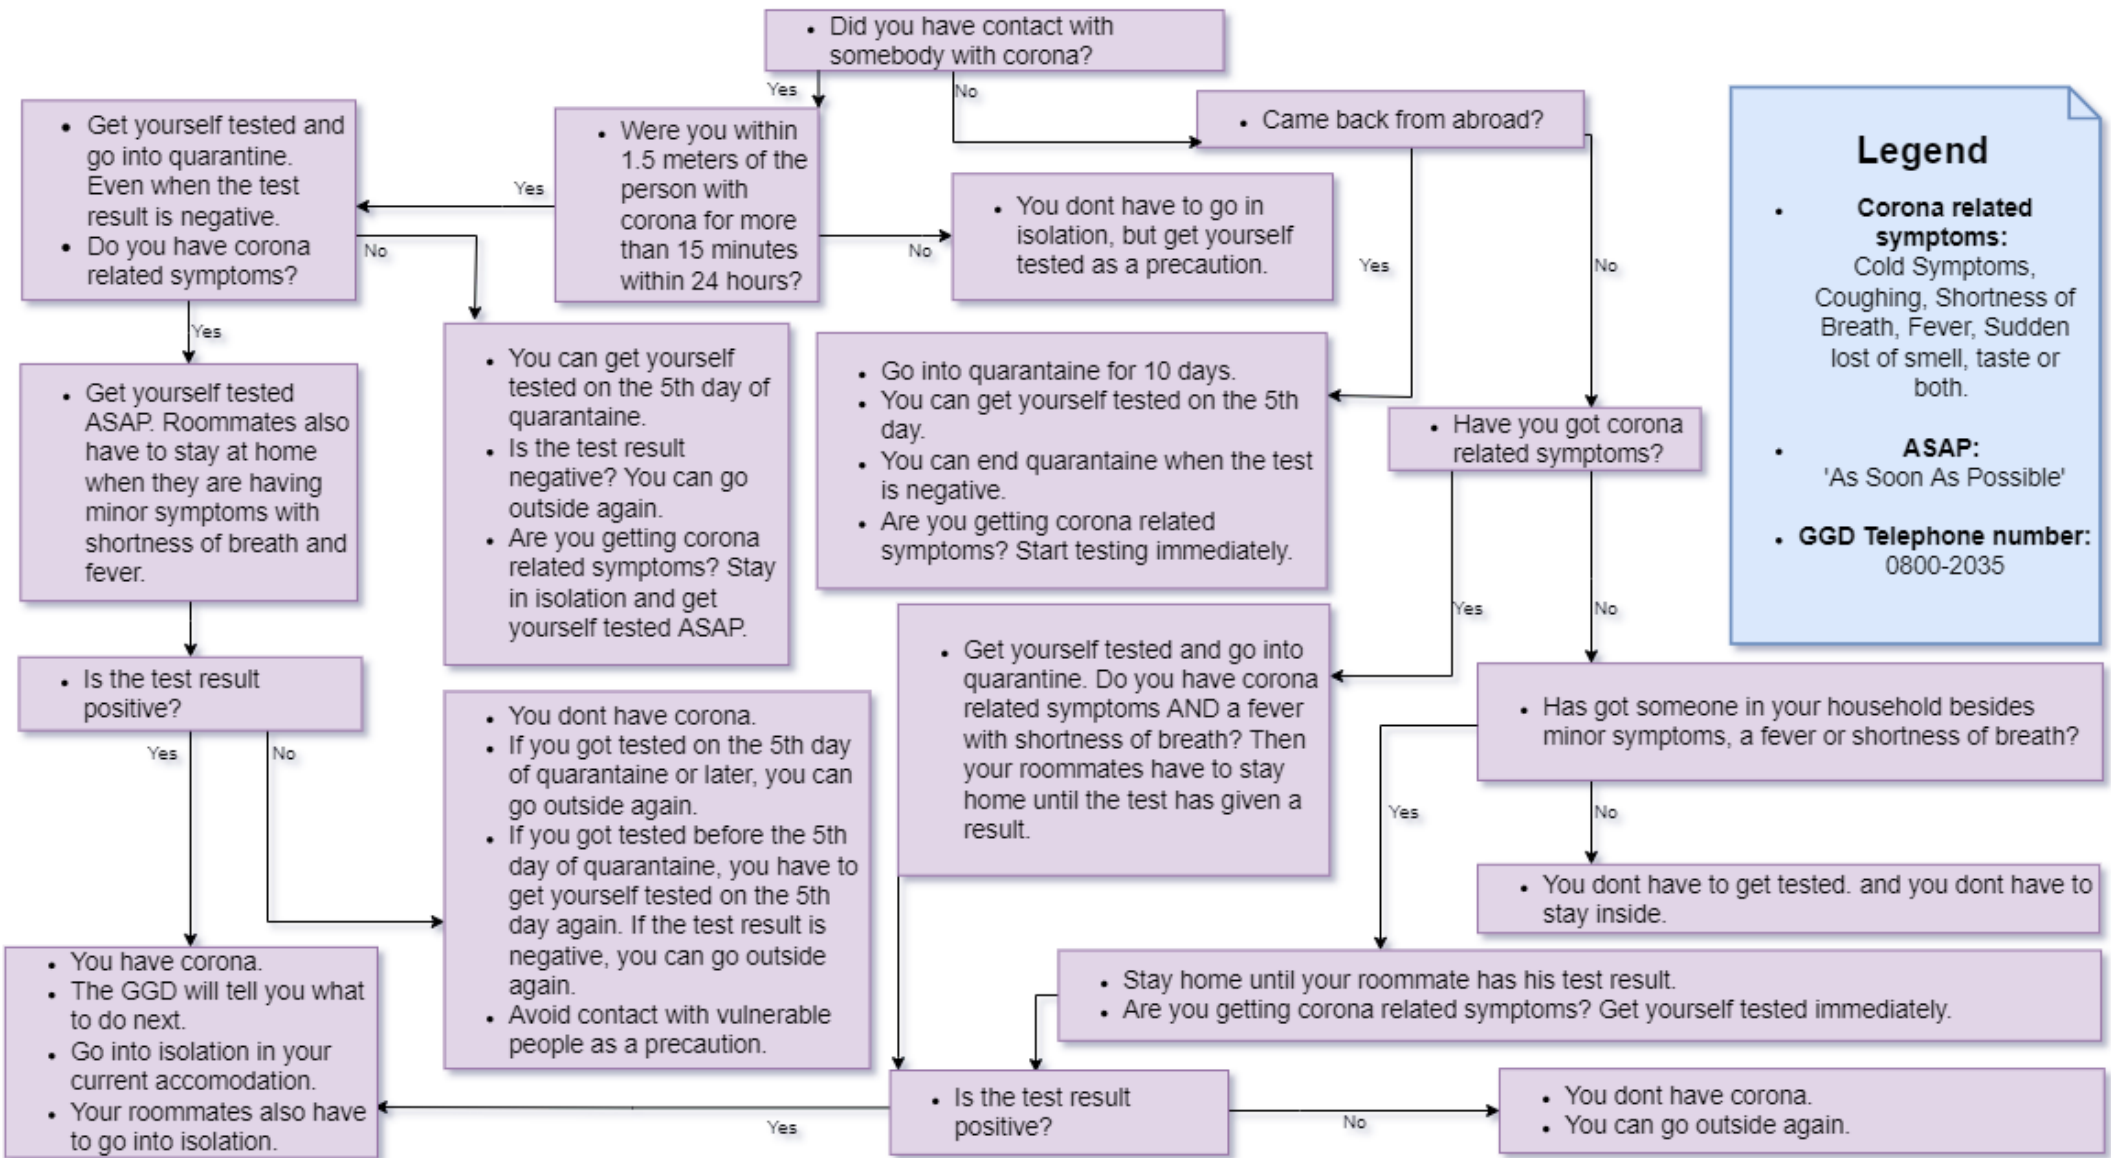 • Did you have contact with
somebody with corona?
Yes
No
• Came back from abroad?
• Get yourself tested and
go into quarantine.
Even when the test
result is negative.
• Do you have corona
related symptoms?
Yes
• Were you within
1.5 meters of the
person with
corona for more
than 15 minutes
within 24 hours?
No
• You dont have to go in
isolation, but get yourself
tested as a precaution.
Yes
No
No
Yes
• You can get yourself
tested on the 5th day of
quarantaine.
• Is the test result
negative? You can go
outside again.
• Are you getting corona
related symptoms? Stay
in isolation and get
yourself tested ASAP.
• Go into quarantaine for 10 days.
• You can get yourself tested on the 5th
day.
• You can end quarantaine when the test
is negative.
• Are you getting corona related
symptoms? Start testing immediately.
• Have you got corona
related symptoms?
• Get yourself tested
ASAP. Roommates also
have to stay at home
when they are having
minor symptoms with
shortness of breath and
fever.
Yes
No
• Get yourself tested and go into
quarantine. Do you have corona
related symptoms AND a fever
with shortness of breath? Then
your roommates have to stay
home until the test has given a
result.
• Has got someone in your household besides
minor symptoms, a fever or shortness of breath?
• Is the test result
positive?
Yes
No
• You dont have corona.
• If you got tested on the 5th day
of quarantaine or later, you can
go outside again.
• If you got tested before the 5th
day of quarantaine, you have to
get yourself tested on the 5th
day again. If the test result is
negative, you can go outside
again.
• Avoid contact with vulnerable
people as a precaution.
Yes
No
• You dont have to get tested. and you dont have to
stay inside.
• Stay home until your roommate has his test result.
• Are you getting corona related symptoms? Get yourself tested immediately.
• You have corona.
• The GGD will tell you what
to do next.
• Go into isolation in your
current accomodation.
• Your roommates also have
to go into isolation.
Yes
• Is the test result
positive?
No
• You dont have corona.
• You can go outside again.
Legend
• Corona related
symptoms:
Cold Symptoms,
Coughing, Shortness of
Breath, Fever, Sudden
lost of smell, taste or
both.
• ASAP:
'As Soon As Possible'
• GGD Telephone number:
0800-2035